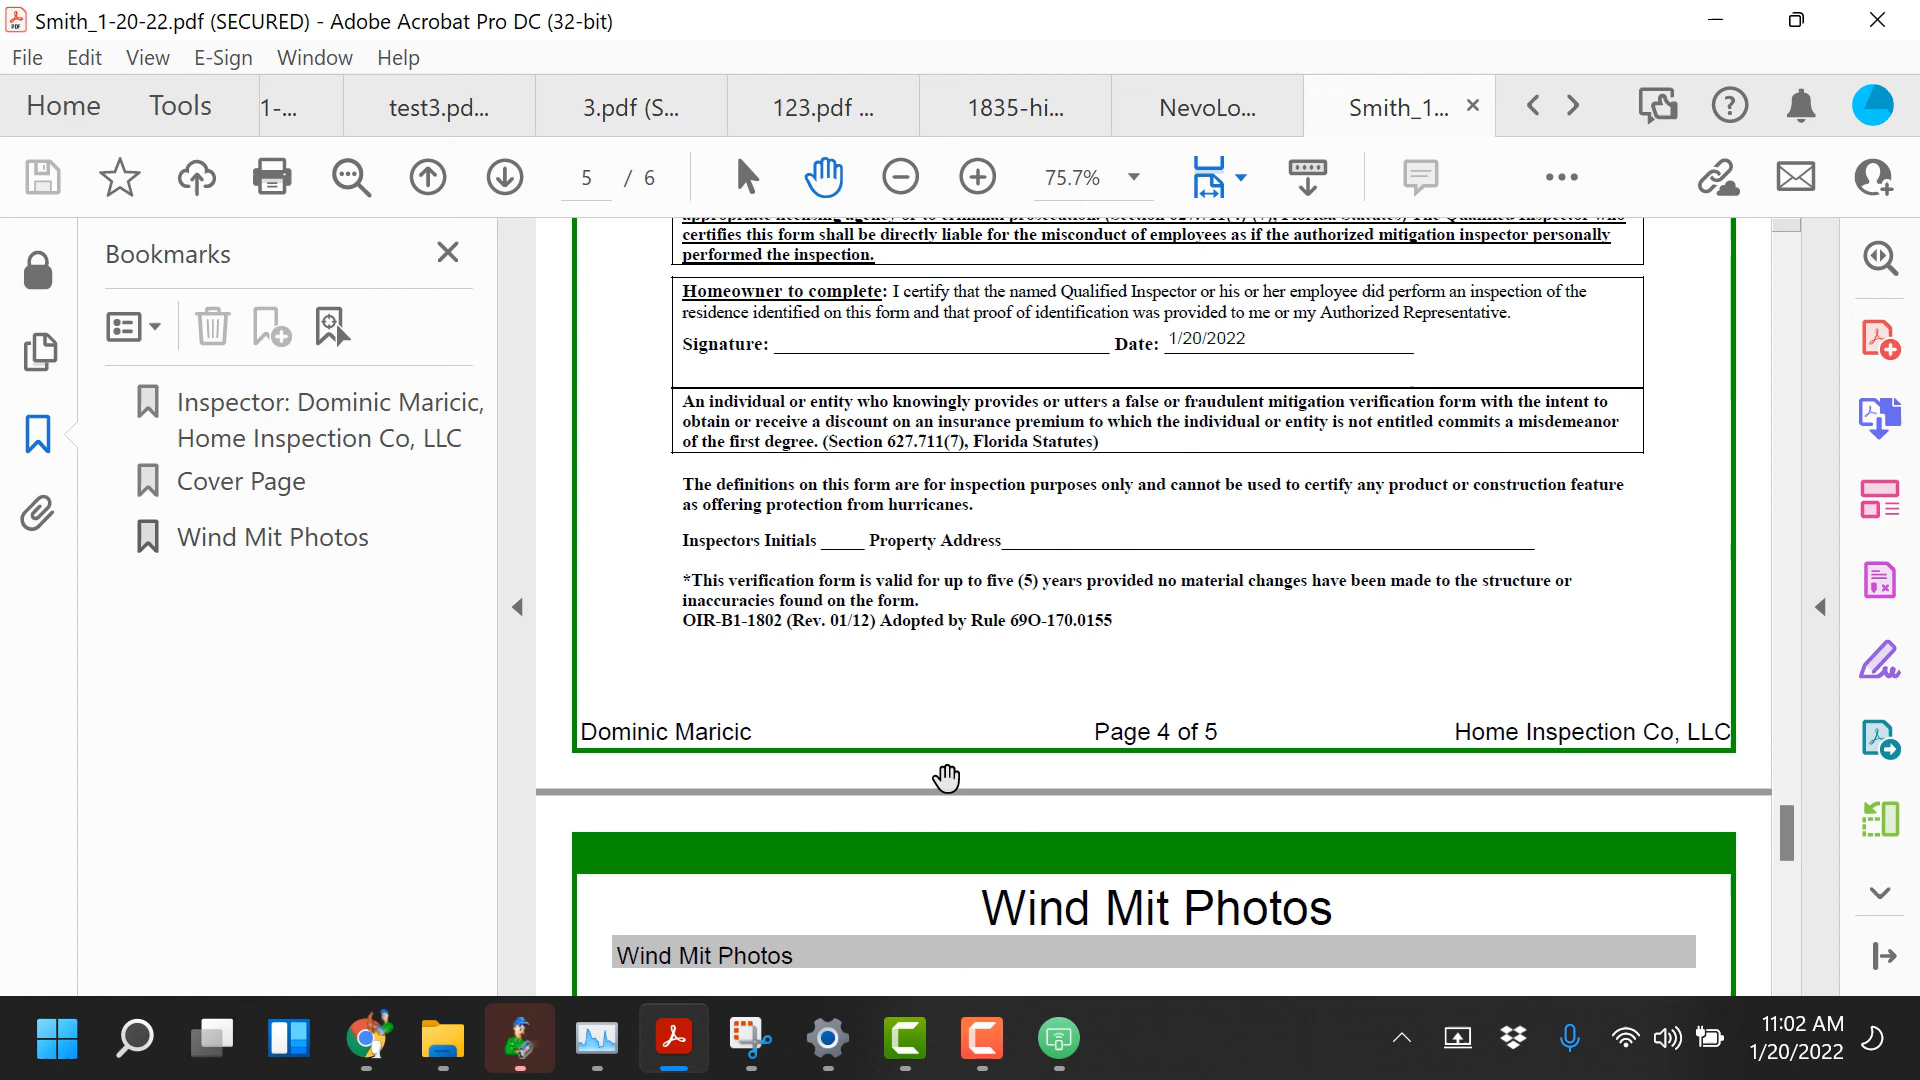 Smith_1-20-22.pdf (SECURED) - Adobe Acrobat Pro DC (32-bit)
File Edit View E-Sign Window Help
Home Tools 1-... test3.pd... 3.pdf (S... 123.pdf ... 1835-hi... NevoLo... Smith_1...
5 / 6 75.7%
Bookmarks
Inspector: Dominic Maricic,
Home Inspection Co, LLC
Cover Page
Wind Mit Photos
certifies this form shall be directly liable for the misconduct of employees as if the authorized mitigation inspector personally
performed the inspection.
Homeowner to complete: I certify that the named Qualified Inspector or his or her employee did perform an inspection of the
residence identified on this form and that proof of identification was provided to me or my Authorized Representative.
Signature: Date: 1/20/2022
An individual or entity who knowingly provides or utters a false or fraudulent mitigation verification form with the intent to
obtain or receive a discount on an insurance premium to which the individual or entity is not entitled commits a misdemeanor
of the first degree. (Section 627.711(7), Florida Statutes)
The definitions on this form are for inspection purposes only and cannot be used to certify any product or construction feature
as offering protection from hurricanes.
Inspectors Initials _____ Property Address
*This verification form is valid for up to five (5) years provided no material changes have been made to the structure or
inaccuracies found on the form.
OIR-B1-1802 (Rev. 01/12) Adopted by Rule 69O-170.0155
Dominic Maricic Page 4 of 5 Home Inspection Co, LLC
Wind Mit Photos
Wind Mit Photos
11:02 AM
1/20/2022